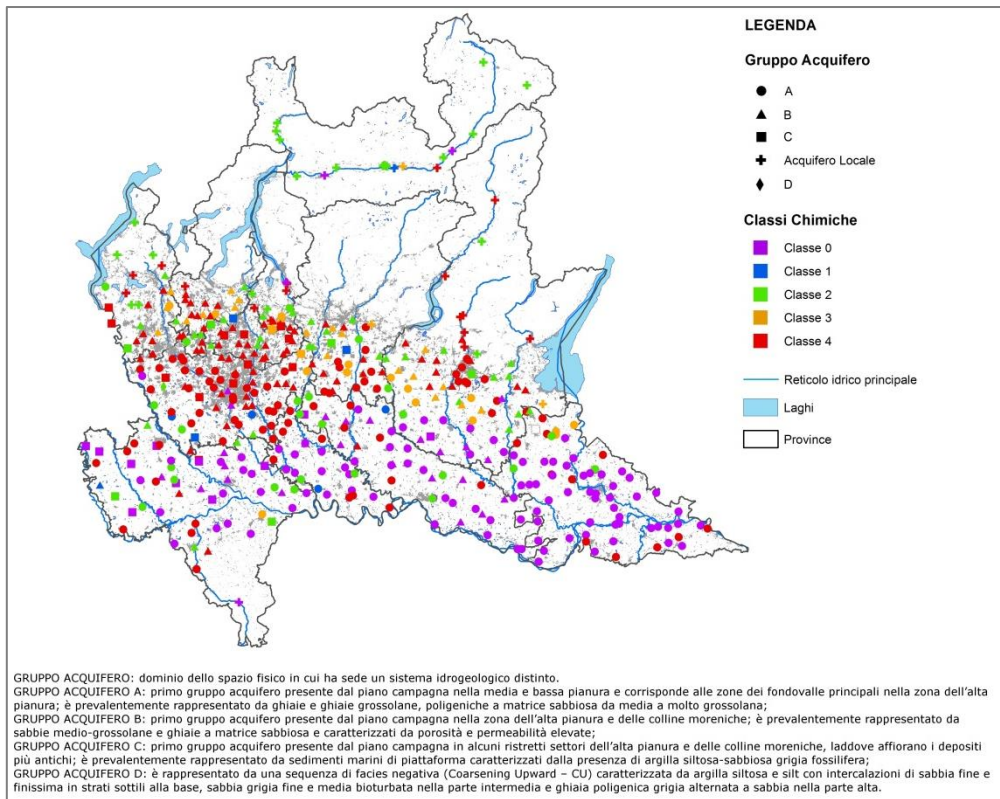 LEGENDA
Gruppo Acquifero
A
B
C
Acquifero Locale
D
Classi Chimiche
Classe 0
Classe 1
Classe 2
Classe 3
Classe 4
Reticolo idrico principale
Laghi
Province
GRUPPO ACQUIFERO: dominio dello spazio fisico in cui ha sede un sistema idrogeologico distinto.
GRUPPO ACQUIFERO A: primo gruppo acquifero presente dal piano campagna nella media e bassa pianura e corrisponde alle zone dei fondovalle principali nella zona dell'alta
pianura; è prevalentemente rappresentato da ghiaie e ghiaie grossolane, poligeniche a matrice sabbiosa da media a molto grossolana;
GRUPPO ACQUIFERO B: primo gruppo acquifero presente dal piano campagna nella zona dell'alta pianura e delle colline moreniche; è prevalentemente rappresentato da
sabbie medio-grossolane e ghiaie a matrice sabbiosa e caratterizzati da porosità e permeabilità elevate;
GRUPPO ACQUIFERO C: primo gruppo acquifero presente dal piano campagna in alcuni ristretti settori dell'alta pianura e delle colline moreniche, laddove affiorano i depositi
più antichi; è prevalentemente rappresentato da sedimenti marini di piattaforma caratterizzati dalla presenza di argilla siltosa-sabbiosa grigia fossilifera;
GRUPPO ACQUIFERO D: è rappresentato da una sequenza di facies negativa (Coarsening Upward – CU) caratterizzata da argilla siltosa e silt con intercalazioni di sabbia fine e
finissima in strati sottili alla base, sabbia grigia fine e media bioturbata nella parte intermedia e ghiaia poligenica grigia alternata a sabbia nella parte alta.